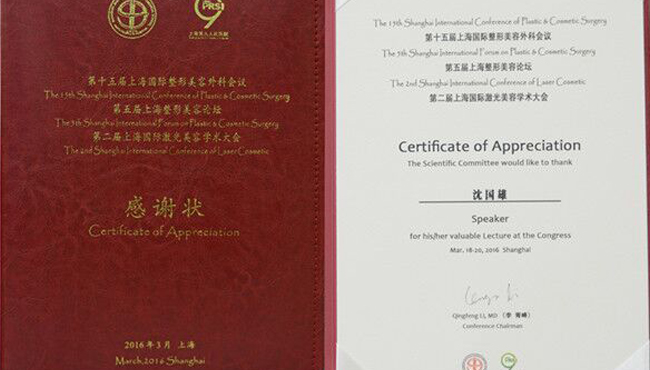 PRS
上海第九人民医院
第十五届上海国际整形美容外科会议
The 15th Shanghai International Conference of Plastic & Cosmetic Surgery
第五届上海整形美容论坛
The 5th Shanghai International Forum on Plastic & Cosmetic Surgery
第二届上海国际激光美容学术大会
The 2nd Shanghai International Conference of Laser Cosmetic
感谢状
Certificate of Appreciation
2016年3月 上海
March,2016 Shanghai
The 15th Shanghai International Conference of Plastic & Cosmetic Surgery
第十五届上海国际整形美容外科会议
The 5th Shanghai International Forum on Plastic & Cosmetic Surgery
第五届上海整形美容论坛
The 2nd Shanghai International Conference of Laser Cosmetic
第二届上海国际激光美容学术大会
Certificate of Appreciation
The Scientific Committee would like to thank
沈国雄
Speaker
for his/her valuable Lecture at the Congress
Mar. 18-20, 2016 Shanghai
Qingfeng Li, MD （李 青峰）
Conference Chairman